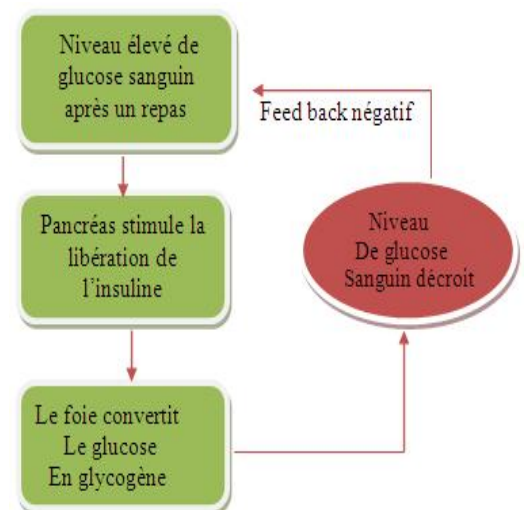 Niveau élevé de
glucose sanguin
après un repas
Feed back négatif
Pancréas stimule la
libération de
l'insuline
Niveau
De glucose
Sanguin décroit
Le foie convertit
Le glucose
En glycogène